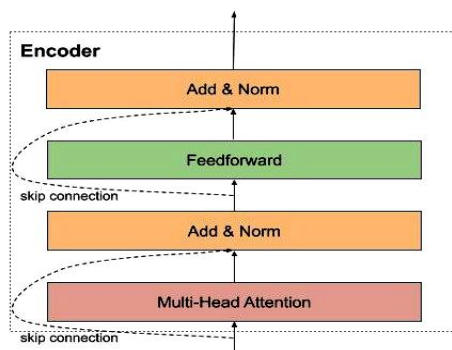 Encoder
Add & Norm
Feedforward
skip connection
Add & Norm
Multi-Head Attention
skip connection